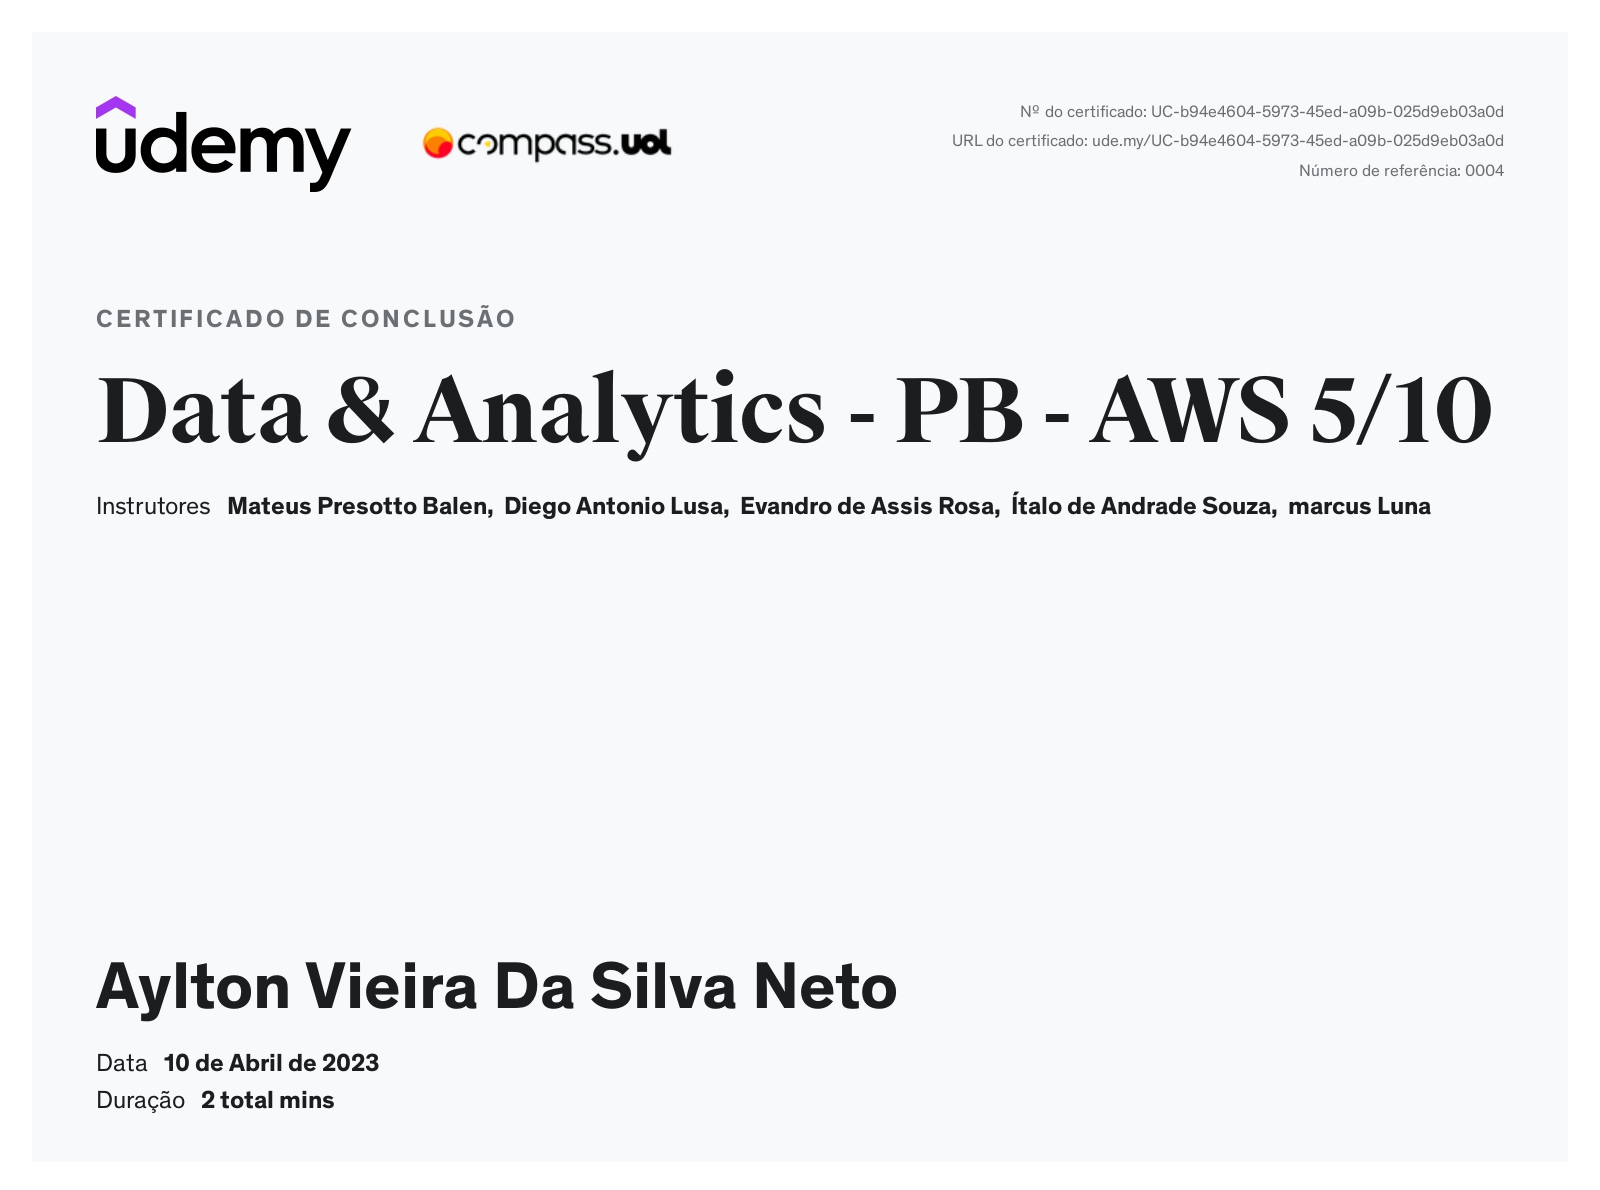 udemy
compass.uol
Nº do certificado: UC-b94e4604-5973-45ed-a09b-025d9eb03a0d
URL do certificado: ude.my/UC-b94e4604-5973-45ed-a09b-025d9eb03a0d
Número de referência: 0004
CERTIFICADO DE CONCLUSÃO
Data & Analytics - PB - AWS 5/10
Instrutores Mateus Presotto Balen, Diego Antonio Lusa, Evandro de Assis Rosa, Ítalo de Andrade Souza, marcus Luna
Aylton Vieira Da Silva Neto
Data 10 de Abril de 2023
Duração 2 total mins